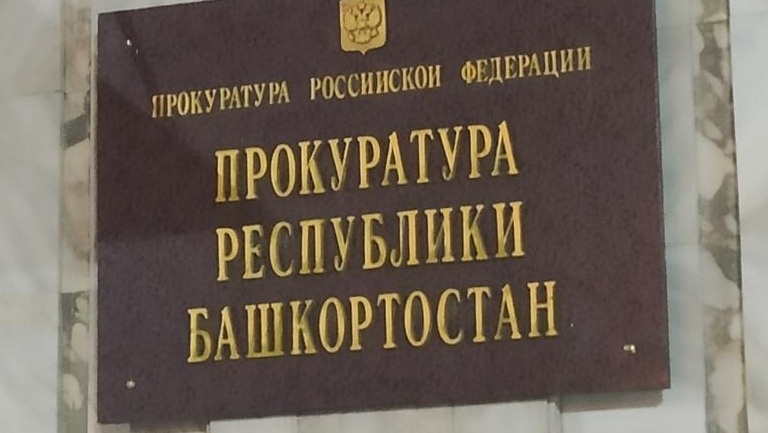 ПРОКУРАТУРА РОССИЙСКОЙ ФЕДЕРАЦИИ
ПРОКУРАТУРА
РЕСПУБЛИКИ
БАШКОРТОСТАН